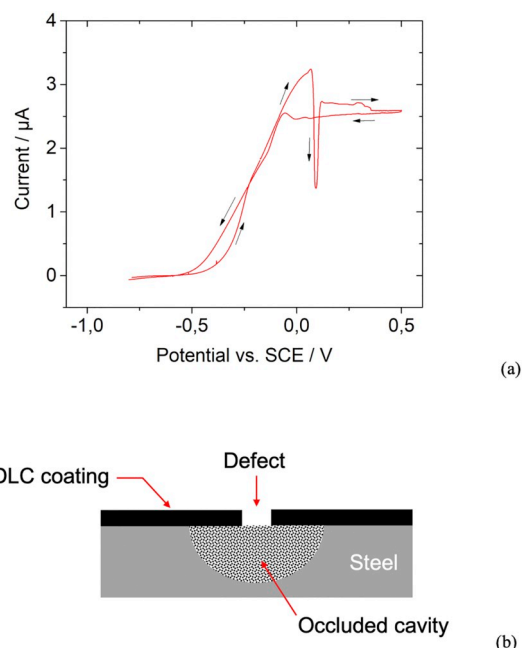 4
3
2
1
0
Current / µA
-1,0
-0,5
0,0
0,5
Potential vs. SCE / V
(a)
Defect
DLC coating
Steel
Occluded cavity
(b)